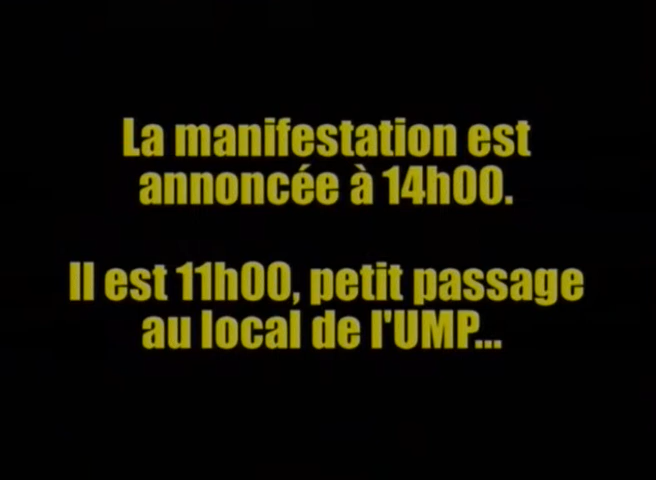 La manifestation est
annoncée à 14h00.
Il est 11h00, petit passage
au local de l'UMP...